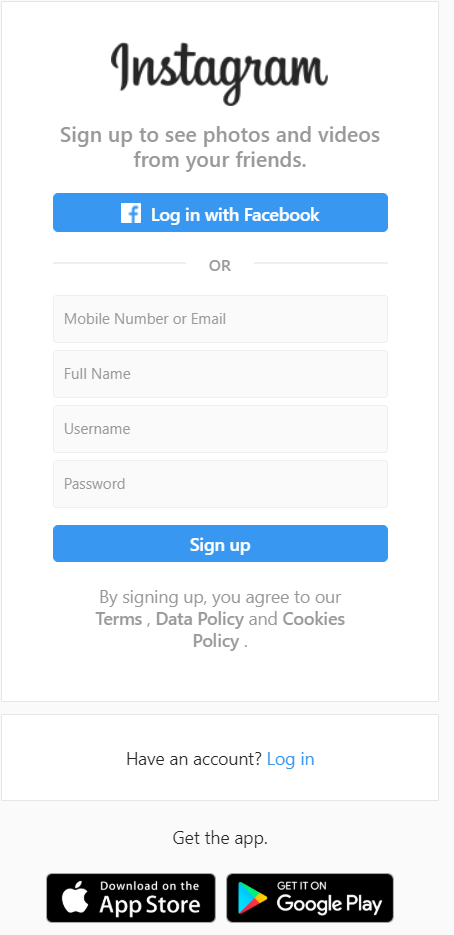 Instagram
Sign up to see photos and videos
from your friends.
Log in with Facebook
OR
Mobile Number or Email
Full Name
Username
Password
Sign up
By signing up, you agree to our
Terms , Data Policy and Cookies
Policy .
Have an account? Log in
Get the app.
Download on the
App Store
GET IT ON
Google Play